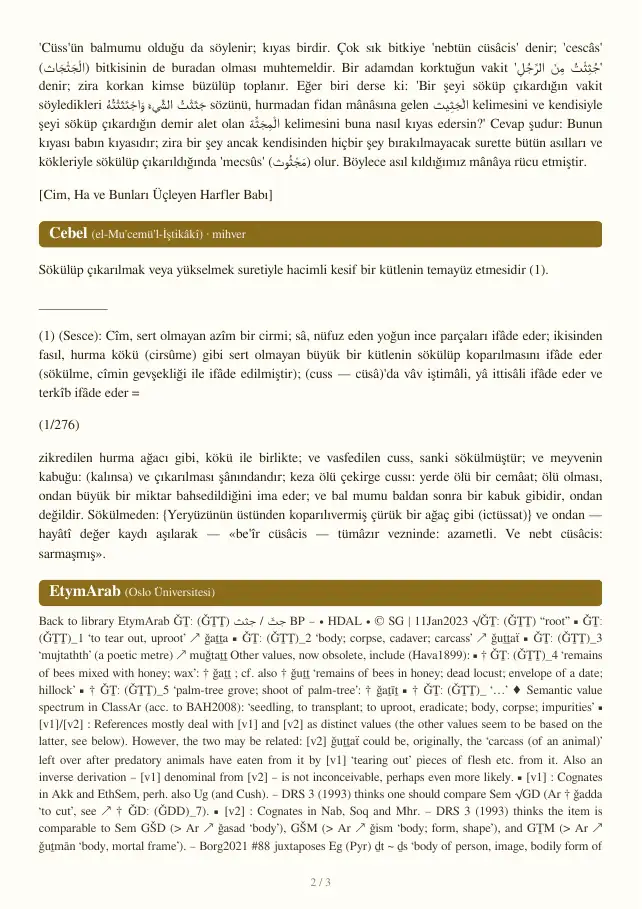 'Cüss'ün balmumu olduğu da söylenir; kıyas birdir. Çok sık bitkiye 'nebtün cüsâcis' denir; 'cescâs'
(الْجَثْجَاث) bitkisinin de buradan olması muhtemeldir. Bir adamdan korktuğun vakit 'جُثِثْتُ مِنَ الرَّجُلِ'
denir; zira korkan kimse büzülüp toplanır. Eğer biri derse ki: 'Bir şeyi söküp çıkardığın vakit
söyledikleri جَثَثْتُ الشَّيء وَاجْتَثَثْتُهُ sözünü, hurmadan fidan mânâsına gelen الْجَثِيث kelimesini ve kendisiyle
şeyi söküp çıkardığın demir alet olan الْمِجَثَّة kelimesini buna nasıl kıyas edersin?' Cevap şudur: Bunun
kıyası babın kıyasıdır; zira bir şey ancak kendisinden hiçbir şey bırakılmayacak surette bütün asılları ve
kökleriyle sökülüp çıkarıldığında 'mecsûs' (مَجْثُوث) olur. Böylece asıl kıldığımız mânâya rücu etmiştir.
[Cim, Ha ve Bunları Üçleyen Harfler Babı]
Cebel (el-Mu'cemü'l-İştikâkî) · mihver
Sökülüp çıkarılmak veya yükselmek suretiyle hacimli kesif bir kütlenin temayüz etmesidir (1).
(1) (Sesce): Cîm, sert olmayan azîm bir cirmi; sâ, nüfuz eden yoğun ince parçaları ifâde eder; ikisinden
fasıl, hurma kökü (cirsûme) gibi sert olmayan büyük bir kütlenin sökülüp koparılmasını ifâde eder
(sökülme, cîmin gevşekliği ile ifâde edilmiştir); (cuss — cüsâ)'da vâv iştimâli, yâ ittisâli ifâde eder ve
terkîb ifâde eder =
(1/276)
zikredilen hurma ağacı gibi, kökü ile birlikte; ve vasfedilen cuss, sanki sökülmüştür; ve meyvenin
kabuğu: (kalınsa) ve çıkarılması şânındandır; keza ölü çekirge cussı: yerde ölü bir cemâat; ölü olması,
ondan büyük bir miktar bahsedildiğini ima eder; ve bal mumu baldan sonra bir kabuk gibidir, ondan
değildir. Sökülmeden: {Yeryüzünün üstünden koparılıvermiş çürük bir ağaç gibi (ictüssat)} ve ondan —
hayâtî değer kaydı aşılarak — «be'îr cüsâcis — tümâzır vezninde: azametli. Ve nebt cüsâcis:
sarmaşmış».
EtymArab (Oslo Üniversitesi)
Back to library EtymArab ǦṮː (ǦṮṮ) جثّ / جثث BP – • HDAL • © SG | 11Jan2023 √ǦṮː (ǦṮṮ) “root” ▪ ǦṮː
(ǦṮṮ)_1 ‘to tear out, uproot’ ↗ ǧaṯṯa ▪ ǦṮː (ǦṮṮ)_2 ‘body; corpse, cadaver; carcass’ ↗ ǧuṯṯaẗ ▪ ǦṮː (ǦṮṮ)_3
‘mujtathth’ (a poetic metre) ↗ muǧtaṯṯ Other values, now obsolete, include (Hava1899): ▪ † ǦṮː (ǦṮṮ)_4 ‘remains
of bees mixed with honey; wax’: † ǧaṯṯ ; cf. also † ǧuṯṯ ‘remains of bees in honey; dead locust; envelope of a date;
hillock’ ▪ † ǦṮː (ǦṮṮ)_5 ‘palm-tree grove; shoot of palm-tree’: † ǧaṯīṯ ▪ † ǦṮː (ǦṮṮ)_ ‘…’ ♦ Semantic value
spectrum in ClassAr (acc. to BAH2008): ‘seedling, to transplant; to uproot, eradicate; body, corpse; impurities’ ▪
[v1]/[v2] : References mostly deal with [v1] and [v2] as distinct values (the other values seem to be based on the
latter, see below). However, the two may be related: [v2] ǧuṯṯaẗ could be, originally, the ‘carcass (of an animal)’
left over after predatory animals have eaten from it by [v1] ‘tearing out’ pieces of flesh etc. from it. Also an
inverse derivation – [v1] denominal from [v2] – is not inconceivable, perhaps even more likely. ▪ [v1] : Cognates
in Akk and EthSem, perh. also Ug (and Cush). – DRS 3 (1993) thinks one should compare Sem √GD (Ar † ǧadda
‘to cut’, see ↗ † ǦDː (ǦDD)_7). ▪ [v2] : Cognates in Nab, Soq and Mhr. – DRS 3 (1993) thinks the item is
comparable to Sem GŠD (> Ar ↗ ǧasad ‘body’), GŠM (> Ar ↗ ǧism ‘body; form, shape’), and GṮM (> Ar ↗
ǧuṯmān ‘body, mortal frame’). – Borg2021 #88 juxtaposes Eg (Pyr) ḏt ~ ḏs ‘body of person, image, bodily form of
2 / 3